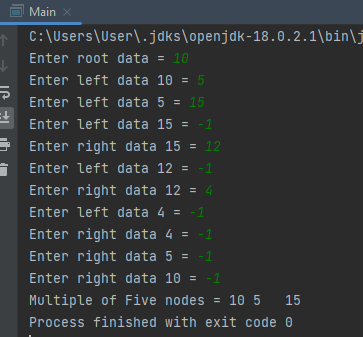 Main
C:\Users\User\.jdks\openjdk-18.0.2.1\bin\j
Enter root data = 10
Enter left data 10 = 5
Enter left data 5 = 15
Enter left data 15 = -1
Enter right data 15 = 12
Enter left data 12 = -1
Enter right data 12 = 4
Enter left data 4 = -1
Enter right data 4 = -1
Enter right data 5 = -1
Enter right data 10 = -1
Multiple of Five nodes = 10 5   15
Process finished with exit code 0